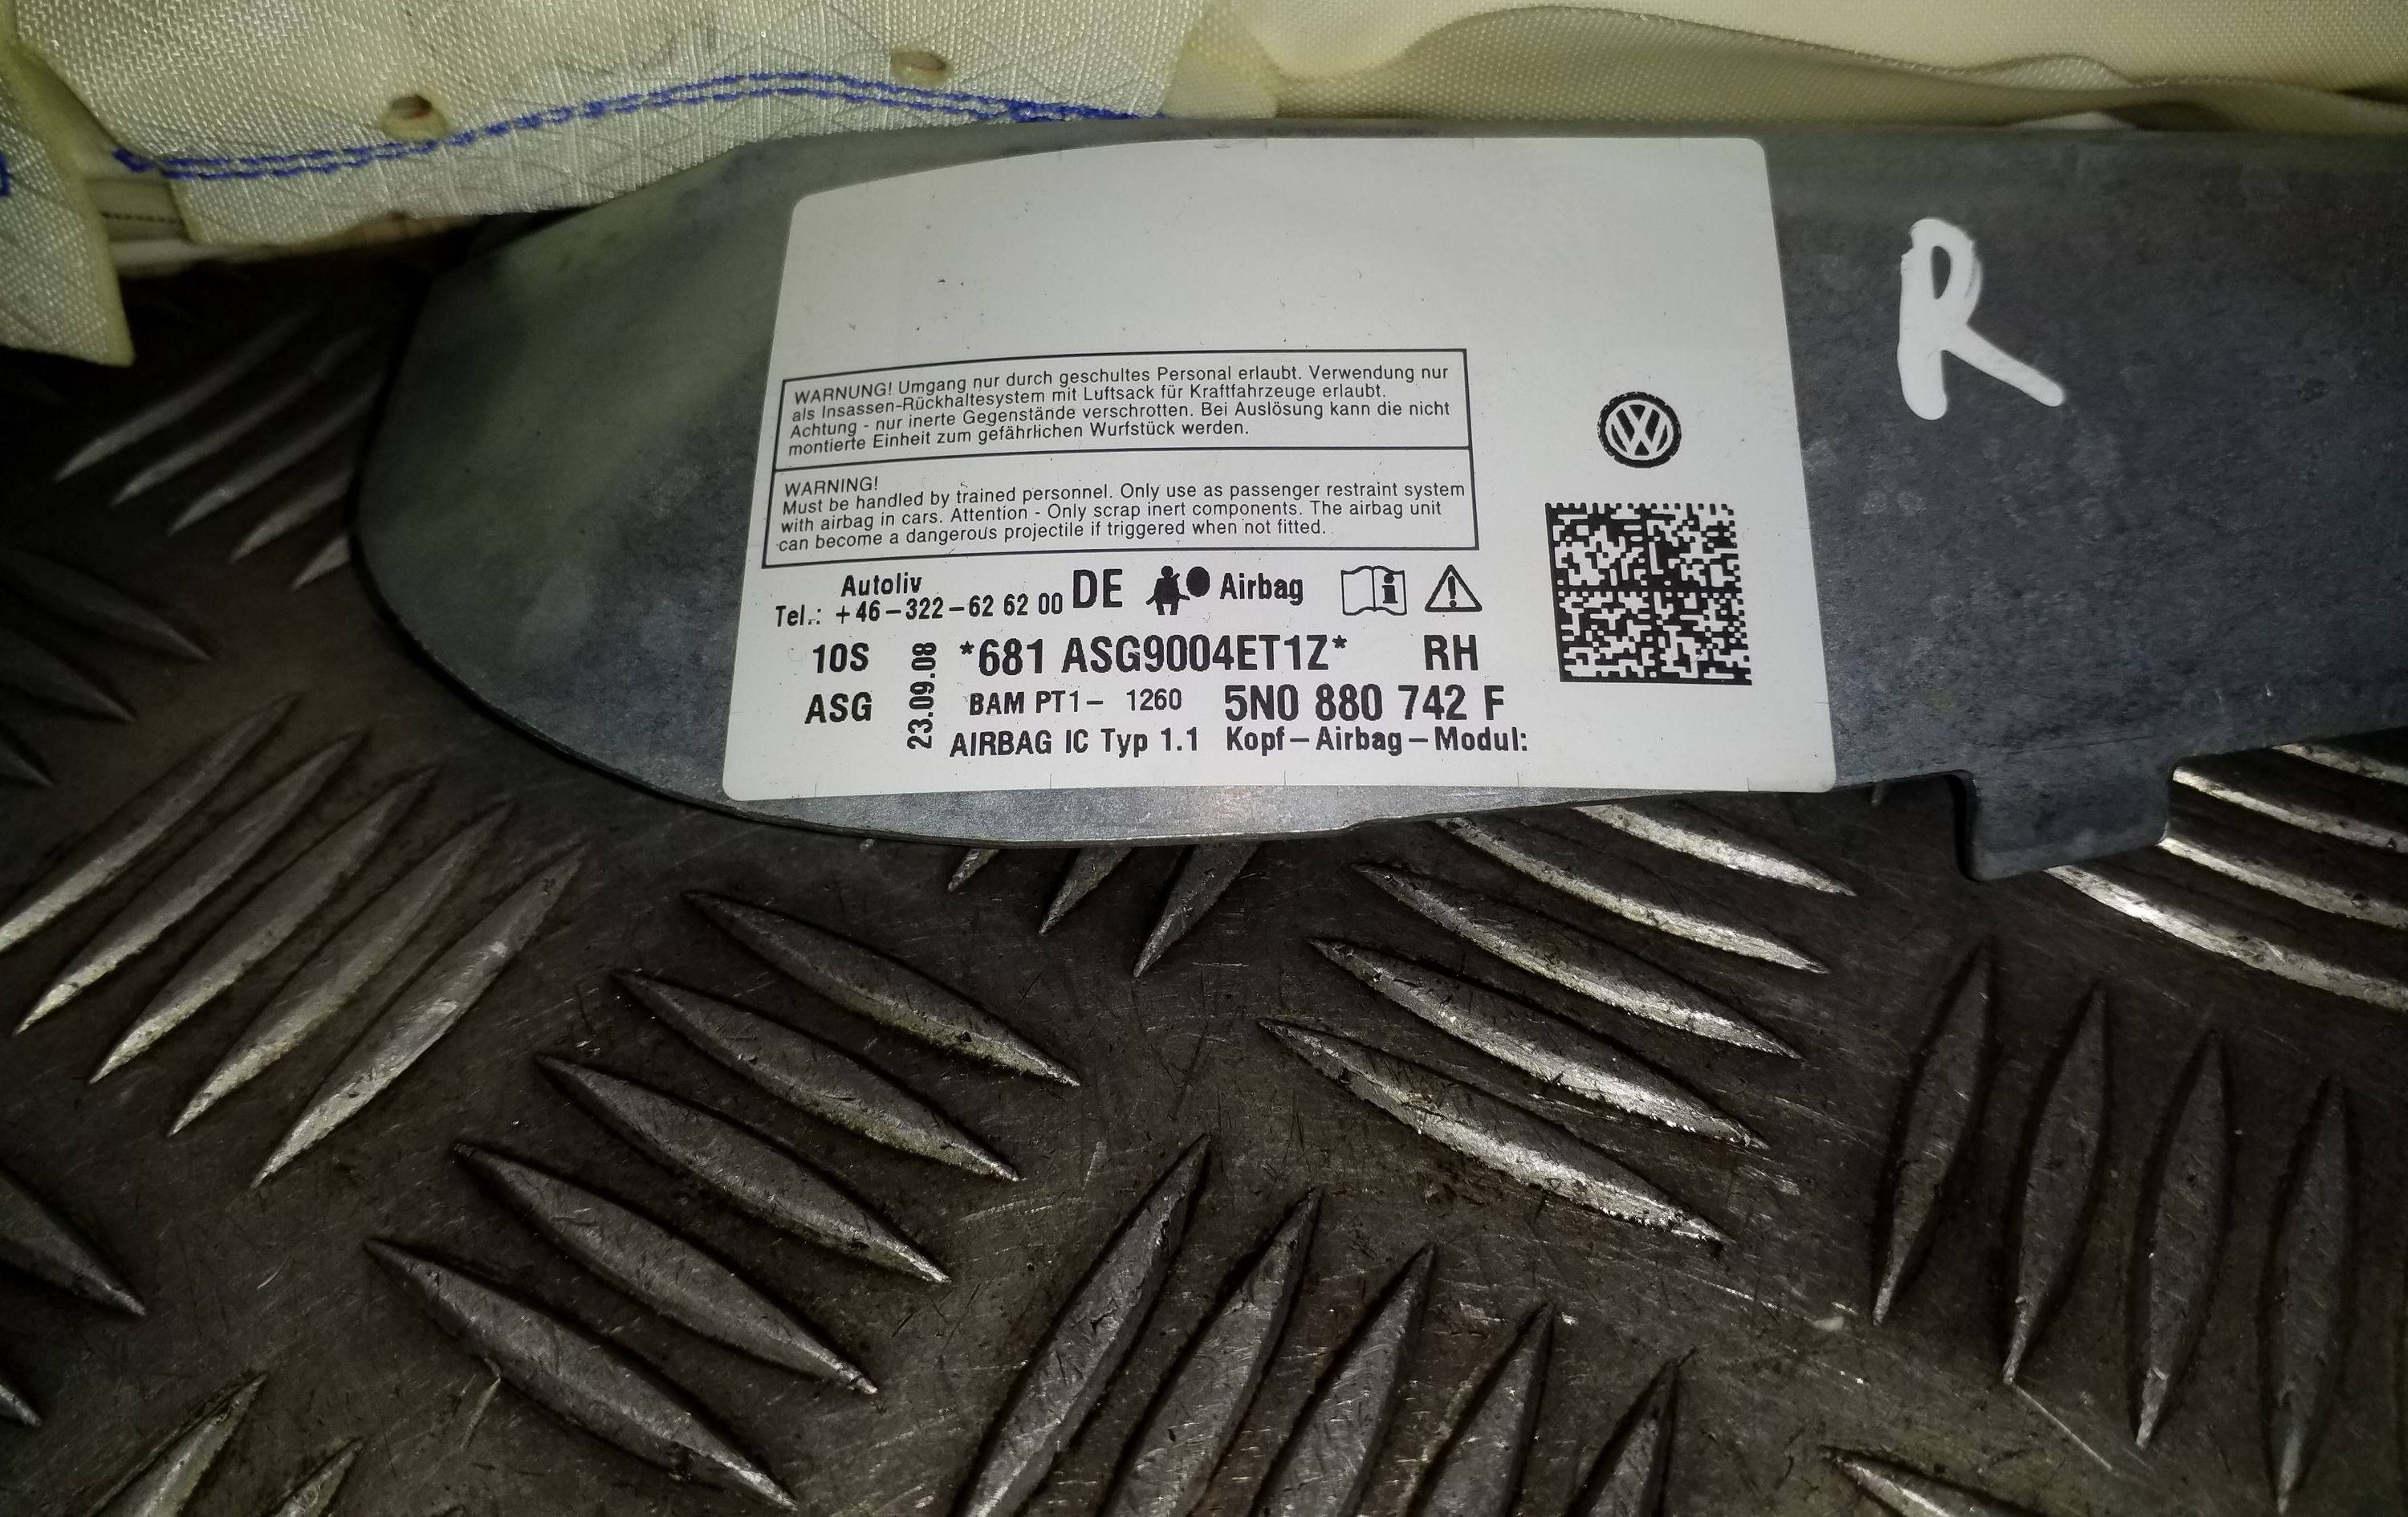 WARNUNG! Umgang nur durch geschultes Personal erlaubt. Verwendung nur
als Insassen-Rückhaltesystem mit Luftsack für Kraftfahrzeuge erlaubt.
Achtung - nur inerte Gegenstände verschrotten. Bei Auslösung kann die nicht
montierte Einheit zum gefährlichen Wurfstück werden.
WARNING!
Must be handled by trained personnel. Only use as passenger restraint system
with airbag in cars. Attention - Only scrap inert components. The airbag unit
can become a dangerous projectile if triggered when not fitted.
Autoliv
Tel.: +46-322-62 62 00 DE Airbag
10S *681 ASG9004ET1Z* RH
ASG BAM PT1- 1260 5N0 880 742 F
23.09.08
AIRBAG IC Typ 1.1 Kopf-Airbag-Modul:
R
VW